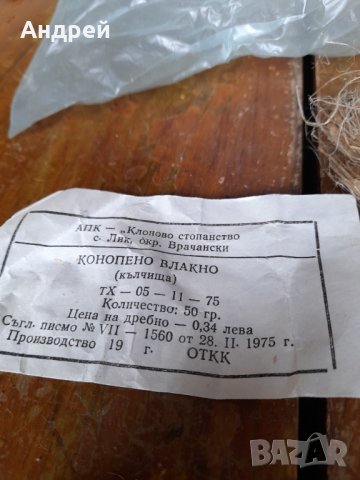 Андрей
АПК — „Клоново стопанство
с. Лик, окр. Врачански
КОНОПЕНО ВЛАКНО
(кълчища)
ТХ — 05 — 11 — 75
Количество: 50 гр.
Цена на дребно — 0,34 лева
Съгл. писмо № VII — 1560 от 28. II. 1975 г.
Производство 19 г. ОТКК
BAZAR